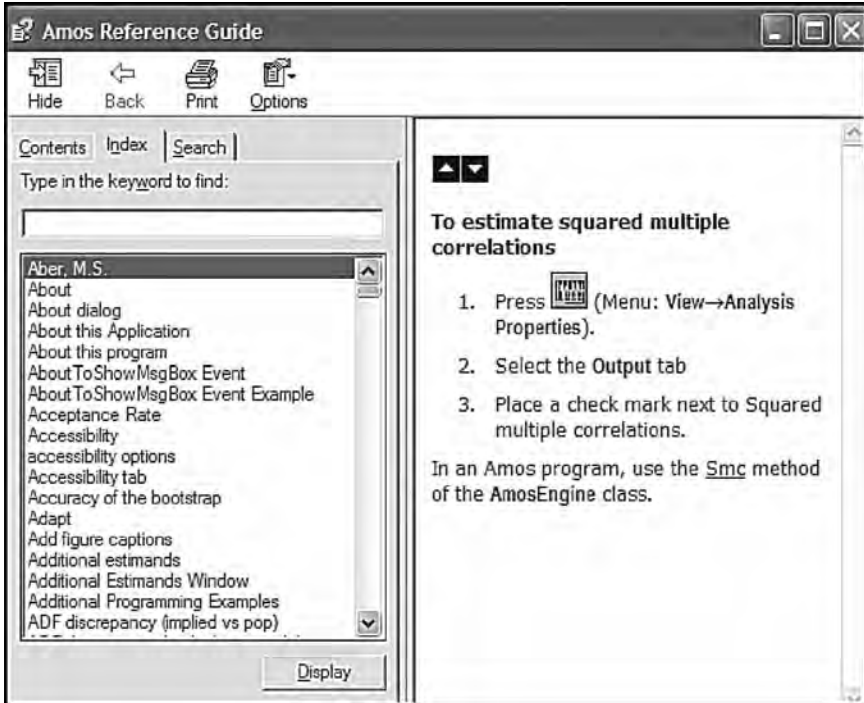 Amos Reference Guide
Hide Back Print Options
Contents Index Search
Type in the keyword to find:
Aber, M.S.
About
About dialog
About this Application
About this program
AboutToShowMsgBox Event
AboutToShowMsgBox Event Example
Acceptance Rate
Accessibility
accessibility options
Accessibility tab
Accuracy of the bootstrap
Adapt
Add figure captions
Additional estimands
Additional Estimands Window
Additional Programming Examples
ADF discrepancy (implied vs pop)
Display
To estimate squared multiple
correlations
1. Press (Menu: View→Analysis
Properties).
2. Select the Output tab
3. Place a check mark next to Squared
multiple correlations.
In an Amos program, use the Smc method
of the AmosEngine class.